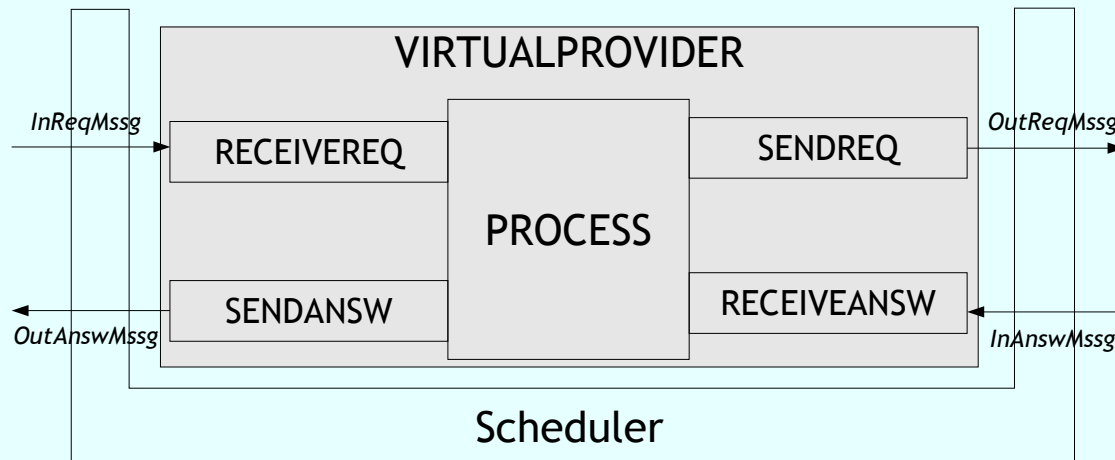 VIRTUALPROVIDER
InReqMssg
OutReqMssg
RECEIVEREQ
SENDREQ
PROCESS
SENDANSW
RECEIVEANSW
OutAnswMssg
InAnswMssg
Scheduler